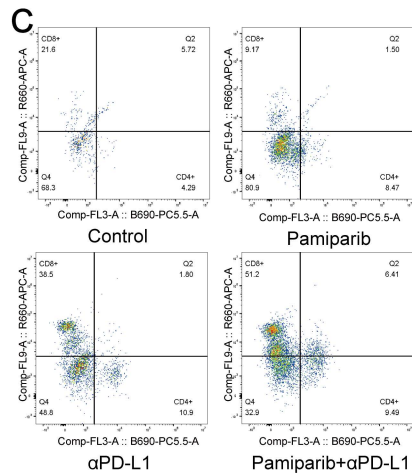 C
CD8+ Q2
21.6 5.72
Comp-FL9-A :: R660-APC-A
Q4 CD4+
68.3 4.29
Comp-FL3-A :: B690-PC5.5-A
Control
CD8+ Q2
9.17 1.50
Comp-FL9-A :: R660-APC-A
Q4 CD4+
80.9 8.47
Comp-FL3-A :: B690-PC5.5-A
Pamiparib
CD8+ Q2
38.5 1.80
Comp-FL9-A :: R660-APC-A
Q4 CD4+
48.8 10.9
Comp-FL3-A :: B690-PC5.5-A
αPD-L1
CD8+ Q2
51.2 6.41
Comp-FL9-A :: R660-APC-A
Q4 CD4+
32.9 9.49
Comp-FL3-A :: B690-PC5.5-A
Pamiparib+αPD-L1